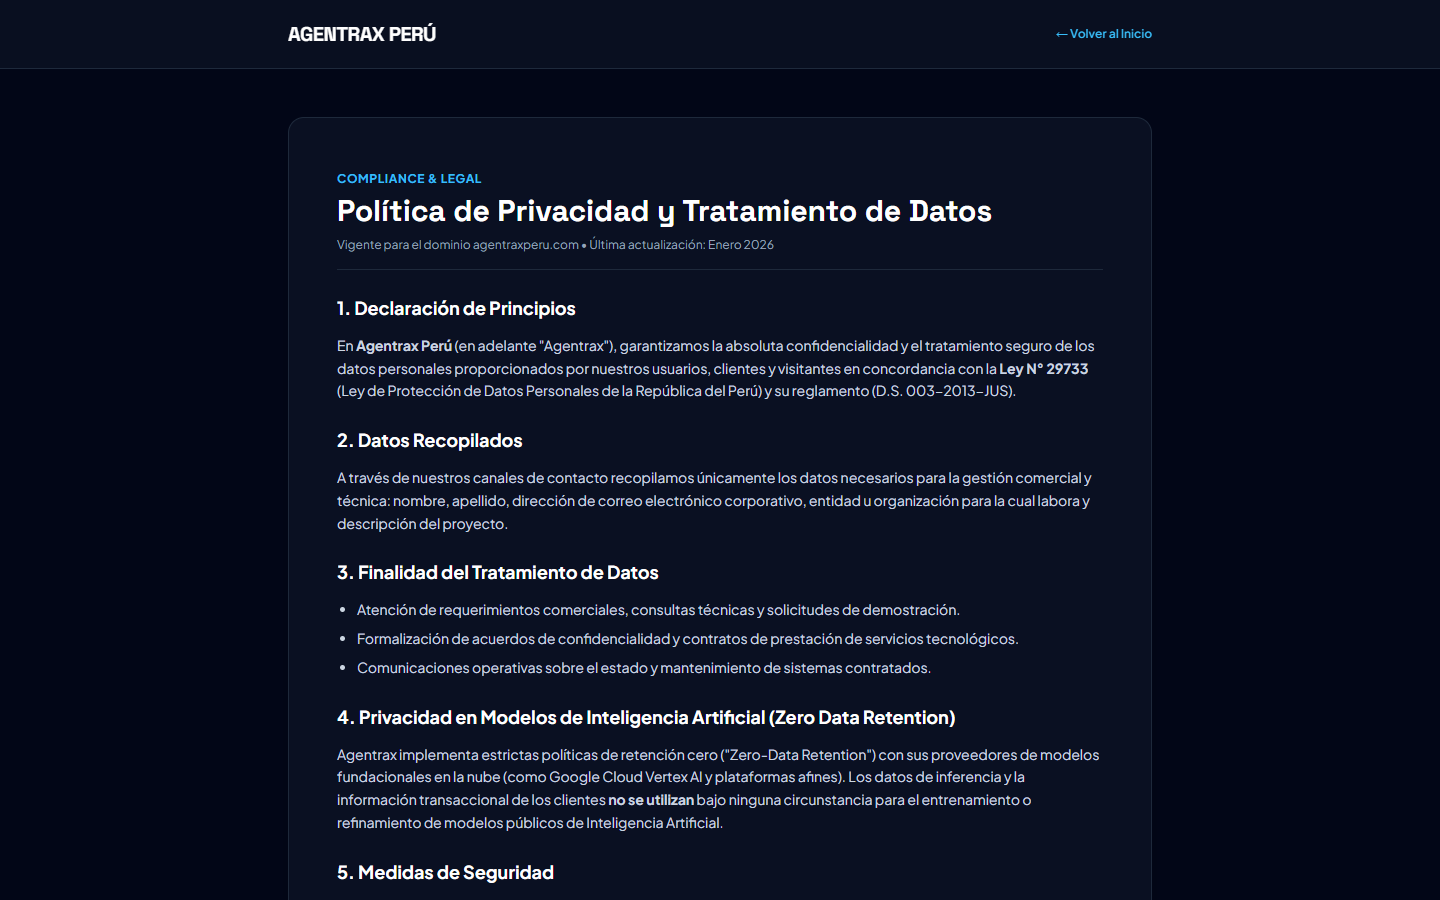 AGENTRAX PERÚ
← Volver al Inicio
COMPLIANCE & LEGAL
Política de Privacidad y Tratamiento de Datos
Vigente para el dominio agentraxperu.com • Última actualización: Enero 2026
1. Declaración de Principios
En Agentrax Perú (en adelante "Agentrax"), garantizamos la absoluta confidencialidad y el tratamiento seguro de los
datos personales proporcionados por nuestros usuarios, clientes y visitantes en concordancia con la Ley N° 29733
(Ley de Protección de Datos Personales de la República del Perú) y su reglamento (D.S. 003-2013-JUS).
2. Datos Recopilados
A través de nuestros canales de contacto recopilamos únicamente los datos necesarios para la gestión comercial y
técnica: nombre, apellido, dirección de correo electrónico corporativo, entidad u organización para la cual labora y
descripción del proyecto.
3. Finalidad del Tratamiento de Datos
• Atención de requerimientos comerciales, consultas técnicas y solicitudes de demostración.
• Formalización de acuerdos de confidencialidad y contratos de prestación de servicios tecnológicos.
• Comunicaciones operativas sobre el estado y mantenimiento de sistemas contratados.
4. Privacidad en Modelos de Inteligencia Artificial (Zero Data Retention)
Agentrax implementa estrictas políticas de retención cero ("Zero-Data Retention") con sus proveedores de modelos
fundacionales en la nube (como Google Cloud Vertex AI y plataformas afines). Los datos de inferencia y la
información transaccional de los clientes no se utilizan bajo ninguna circunstancia para el entrenamiento o
refinamiento de modelos públicos de Inteligencia Artificial.
5. Medidas de Seguridad